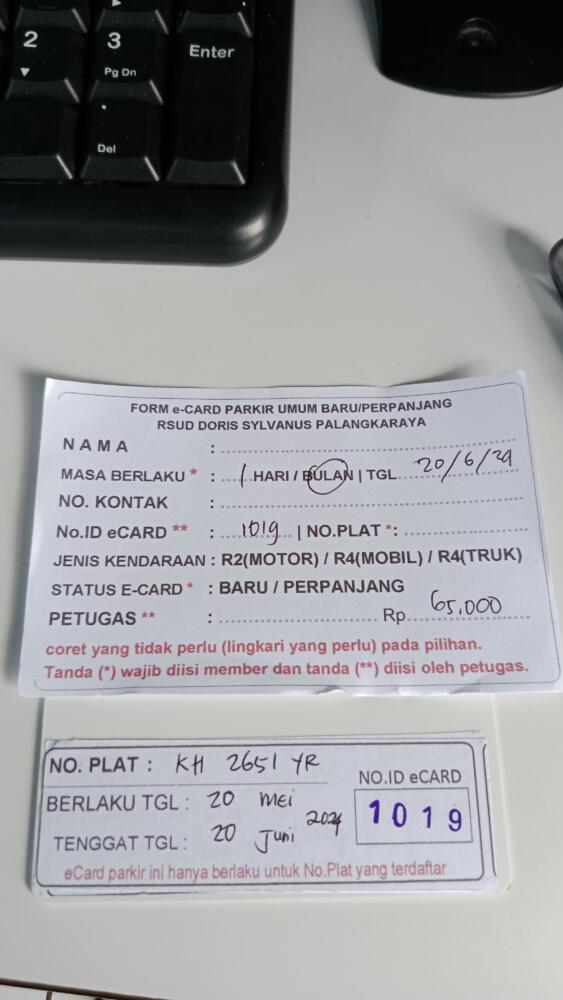 2 3 Enter
Pg Dn
.
Del
FORM e-CARD PARKIR UMUM BARU/PERPANJANG
RSUD DORIS SYLVANUS PALANGKARAYA
NAMA :
MASA BERLAKU * : 1 HARI / BULAN | TGL 20/6/24
NO. KONTAK :
No.ID eCARD ** : 1019 | NO.PLAT *:
JENIS KENDARAAN : R2(MOTOR) / R4(MOBIL) / R4(TRUK)
STATUS E-CARD * : BARU / PERPANJANG
PETUGAS ** : Rp 65.000
coret yang tidak perlu (lingkari yang perlu) pada pilihan.
Tanda (*) wajib diisi member dan tanda (**) diisi oleh petugas.
NO. PLAT : KH 2651 YR
NO.ID eCARD
BERLAKU TGL : 20 Mei
1019
TENGGAT TGL : 20 Juni 2024
eCard parkir ini hanya berlaku untuk No.Plat yang terdaftar